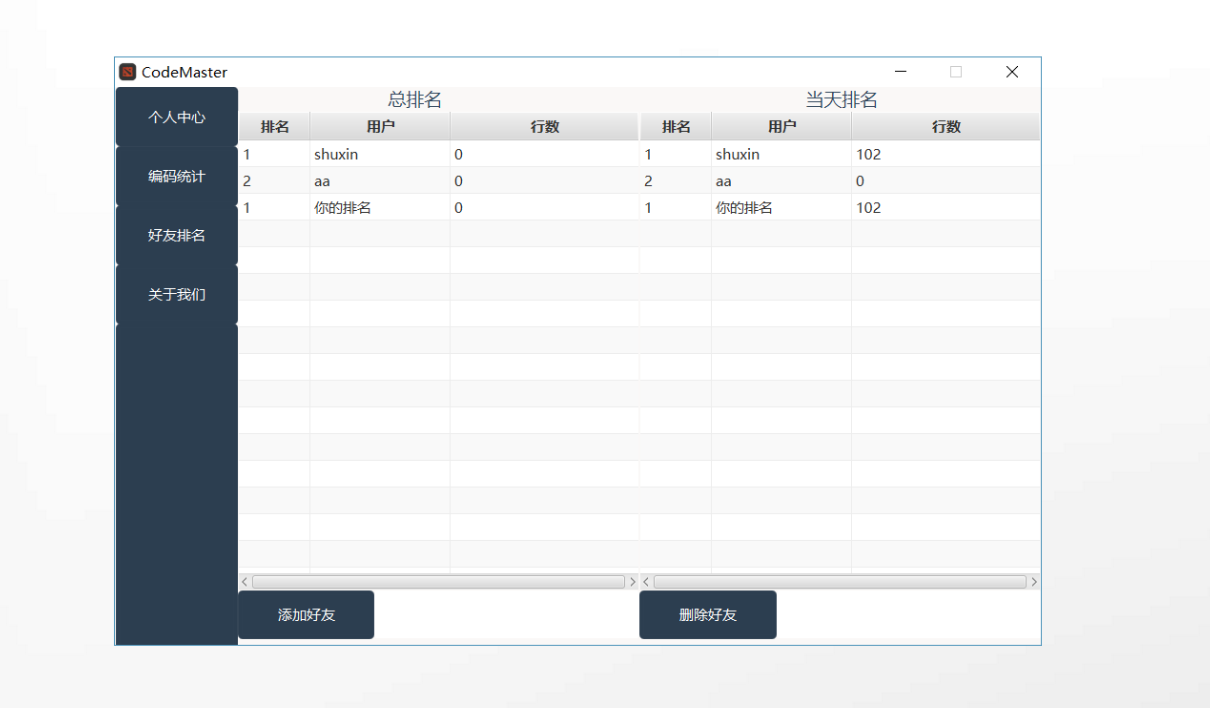 CodeMaster
个人中心
编码统计
好友排名
关于我们
总排名
排名 用户 行数
1 shuxin 0
2 aa 0
1 你的排名 0
当天排名
排名 用户 行数
1 shuxin 102
2 aa 0
1 你的排名 102
添加好友
删除好友